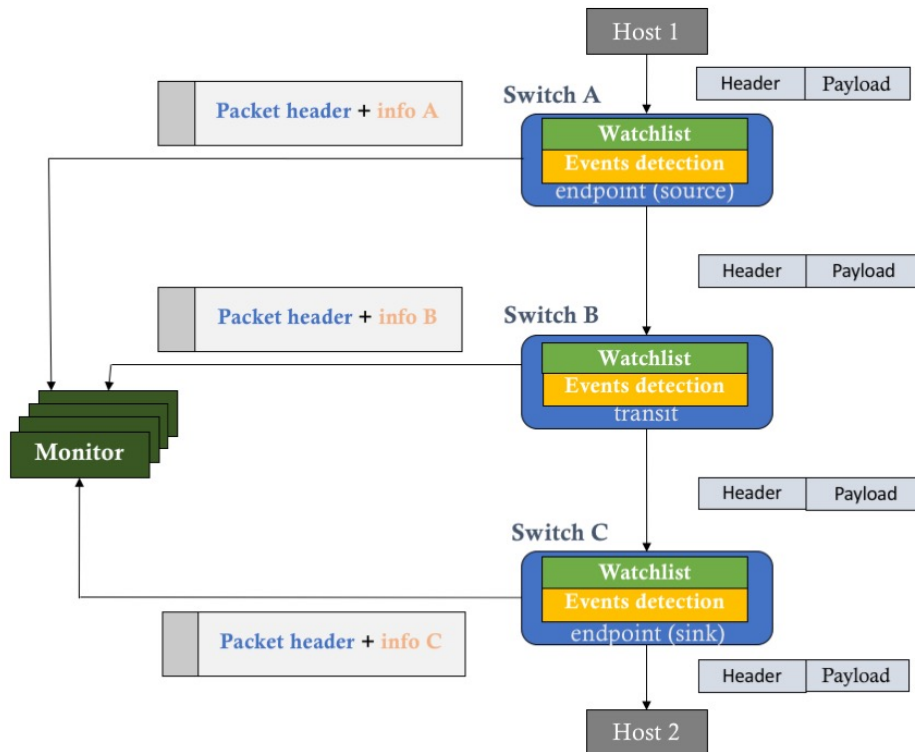 Host 1
Header Payload
Packet header + info A
Switch A
Watchlist
Events detection
endpoint (source)
Header Payload
Packet header + info B
Switch B
Watchlist
Events detection
transit
Monitor
Header Payload
Switch C
Watchlist
Events detection
endpoint (sink)
Packet header + info C
Header Payload
Host 2